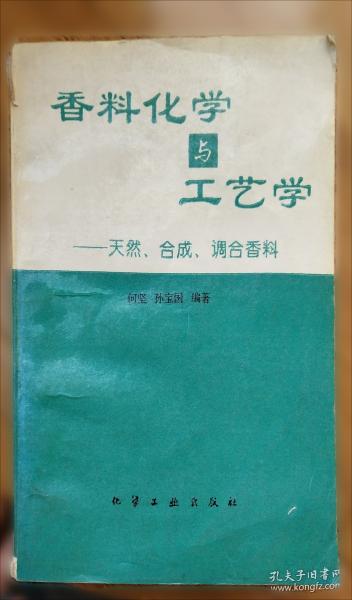 香料化学
与
工艺学
——天然、合成、调合香料
何坚 孙宝国 编著
化学工业出版社
孔夫子旧书网
www.kongfz.com